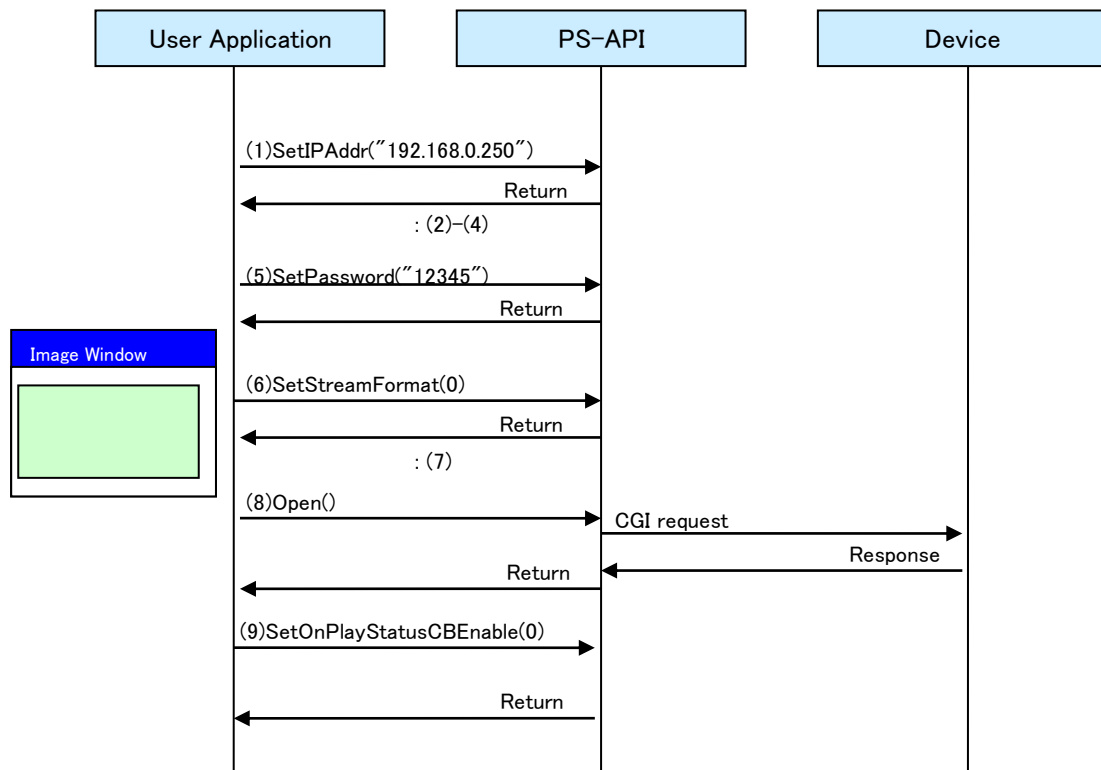 User Application
PS-API
Device
(1)SetIPAddr("192.168.0.250")
Return
: (2)-(4)
(5)SetPassword("12345")
Return
Image Window
(6)SetStreamFormat(0)
Return
: (7)
(8)Open()
CGI request
Response
Return
(9)SetOnPlayStatusCBEnable(0)
Return